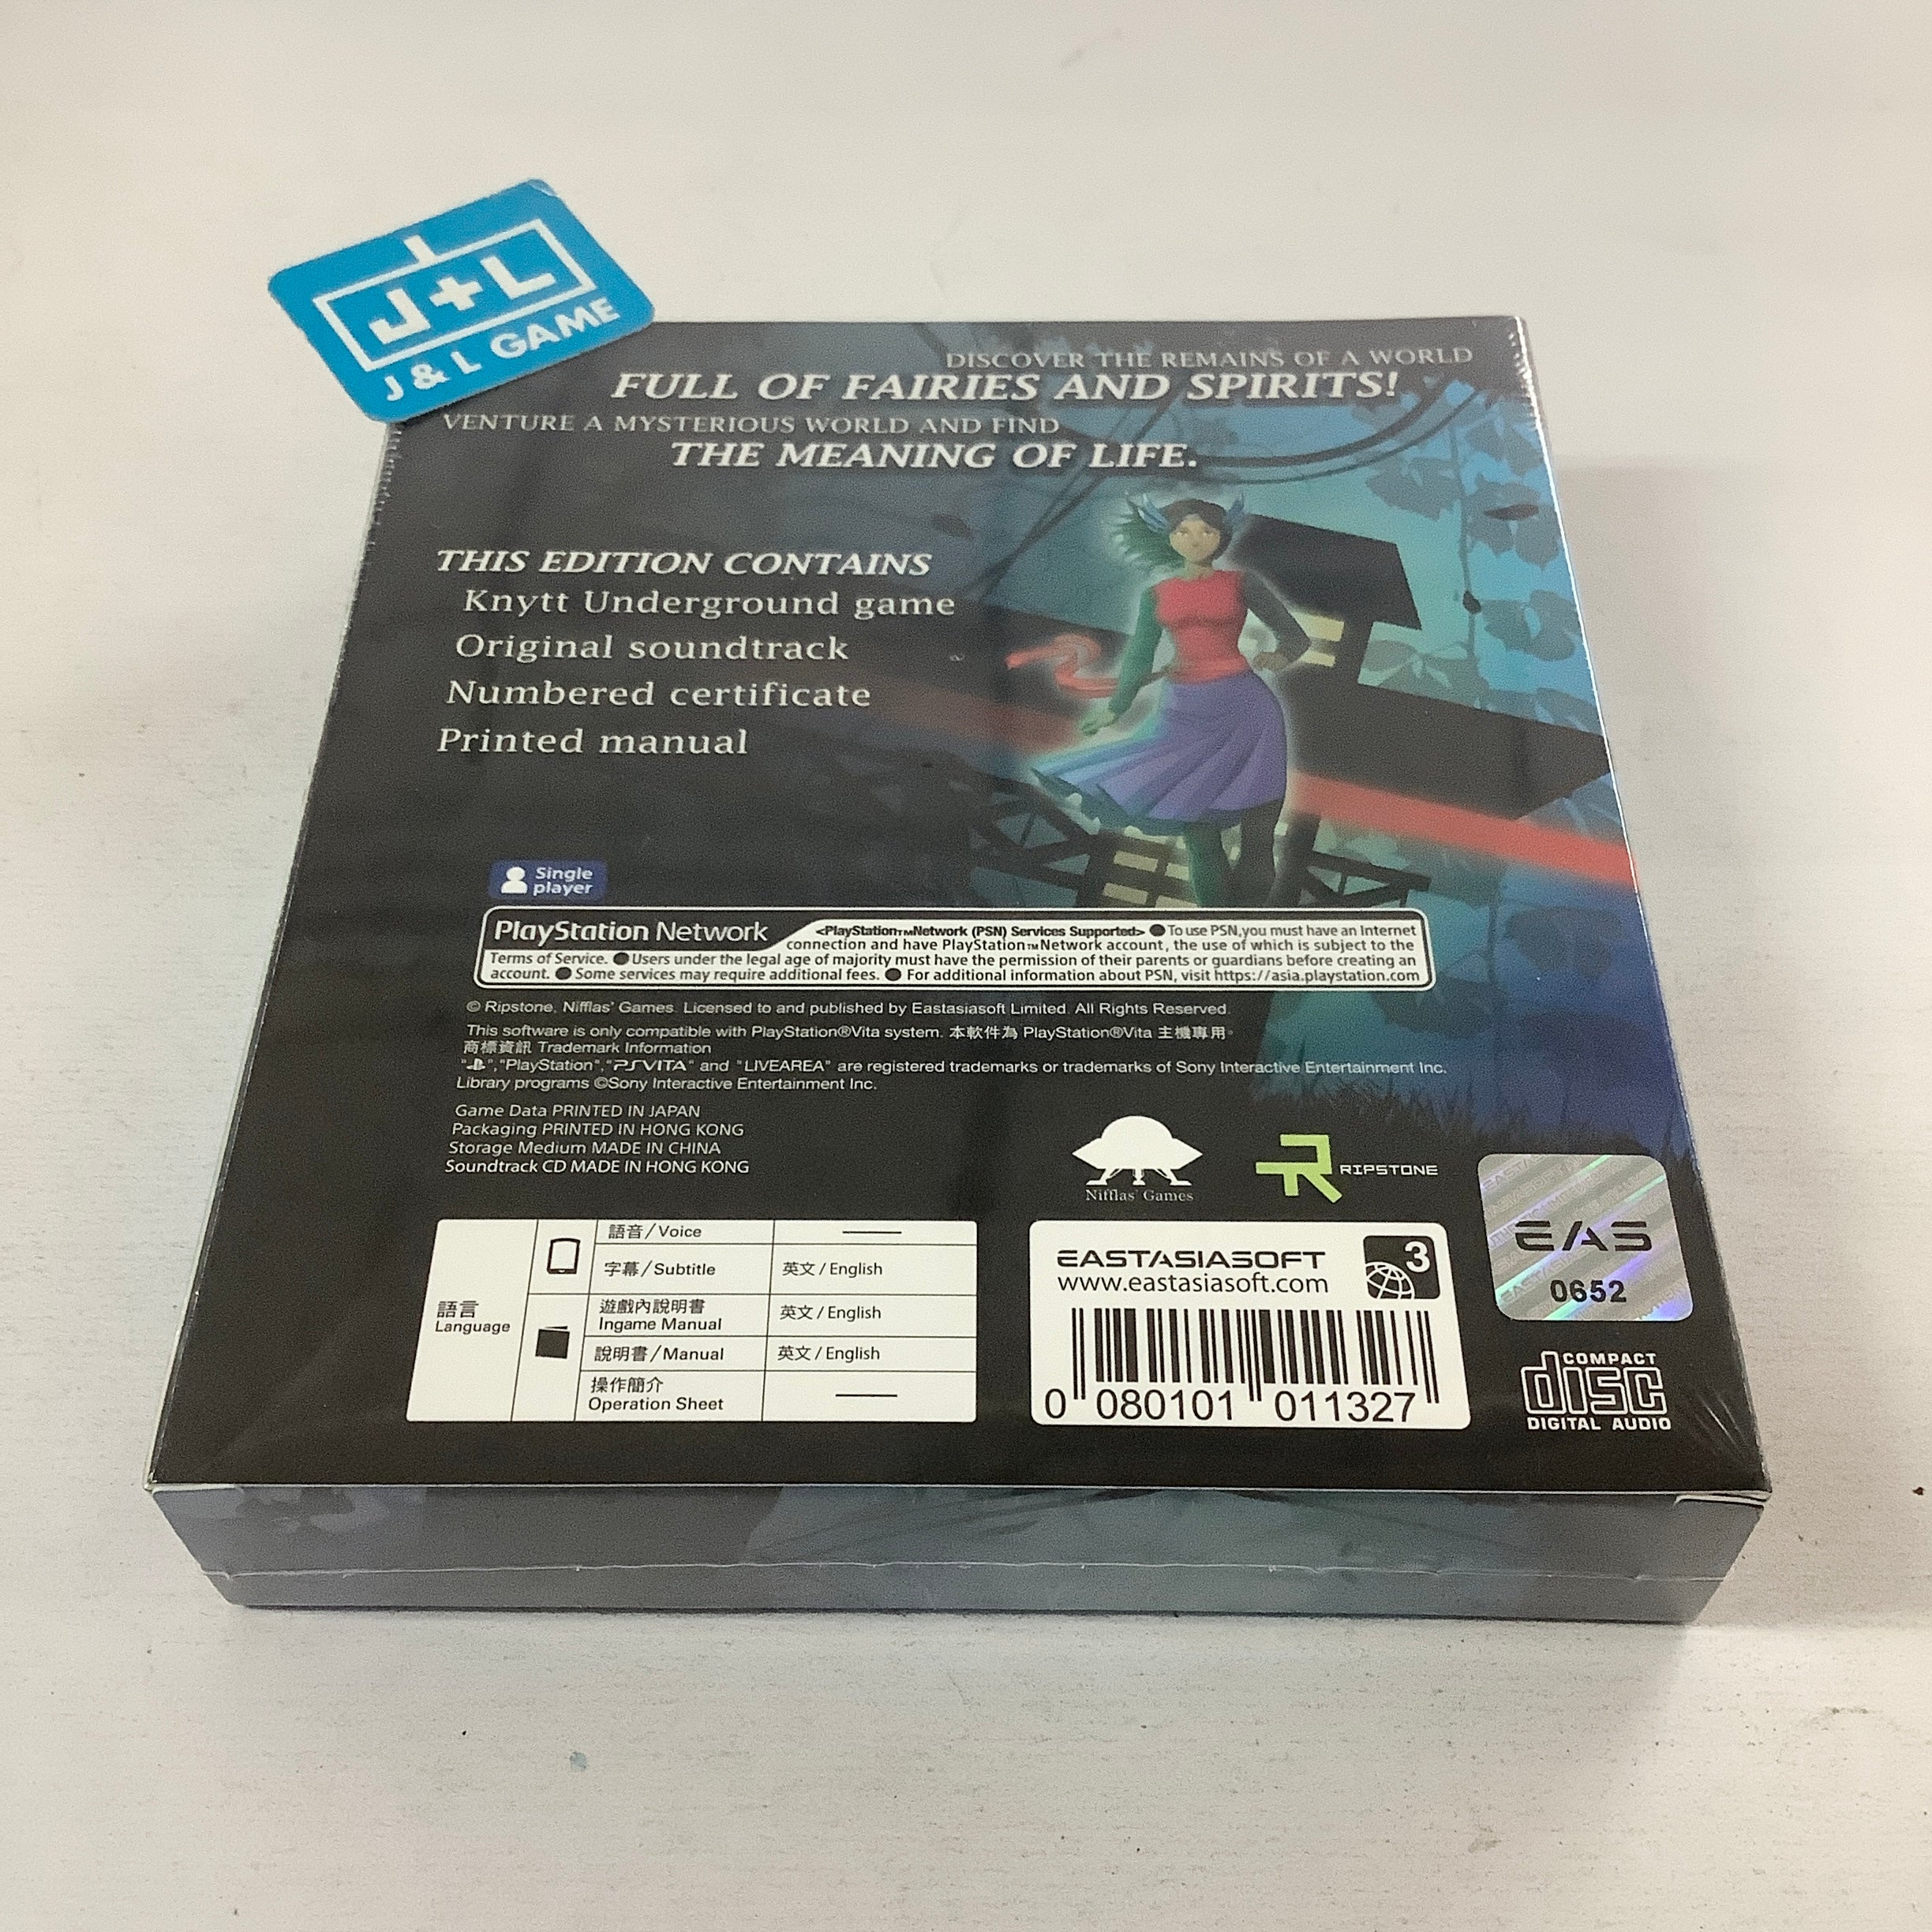 J+L
J & L GAME
DISCOVER THE REMAINS OF A WORLD
FULL OF FAIRIES AND SPIRITS!
VENTURE A MYSTERIOUS WORLD AND FIND
THE MEANING OF LIFE.
THIS EDITION CONTAINS
Knytt Underground game
Original soundtrack
Numbered certificate
Printed manual
Single
player
PlayStation Network
<PlayStation™Network (PSN) Services Supported> ●To use PSN,you must have an Internet
connection and have PlayStation™Network account, the use of which is subject to the
Terms of Service. ●Users under the legal age of majority must have the permission of their parents or guardians before creating an
account. ●Some services may require additional fees. ● For additional information about PSN, visit https://asia.playstation.com
© Ripstone, Nifflas' Games. Licensed to and published by Eastasiasoft Limited. All Rights Reserved.
This software is only compatible with PlayStation®Vita system. 本軟件為 PlayStation®Vita 主機專用。
商標資訊 Trademark Information
"","PlayStation","PSVITA" and "LIVEAREA" are registered trademarks or trademarks of Sony Interactive Entertainment Inc.
Library programs ©Sony Interactive Entertainment Inc.
Game Data PRINTED IN JAPAN
Packaging PRINTED IN HONG KONG
Storage Medium MADE IN CHINA
Soundtrack CD MADE IN HONG KONG
Nifflas' Games
RIPSTONE
語言
Language
語音/Voice
字幕/Subtitle 英文/English
遊戲內說明書
Ingame Manual 英文/English
說明書/Manual 英文/English
操作簡介
Operation Sheet
EASTASIASOFT
www.eastasiasoft.com
3
0 080101 011327
EAS
0652
COMPACT
disc
DIGITAL AUDIO